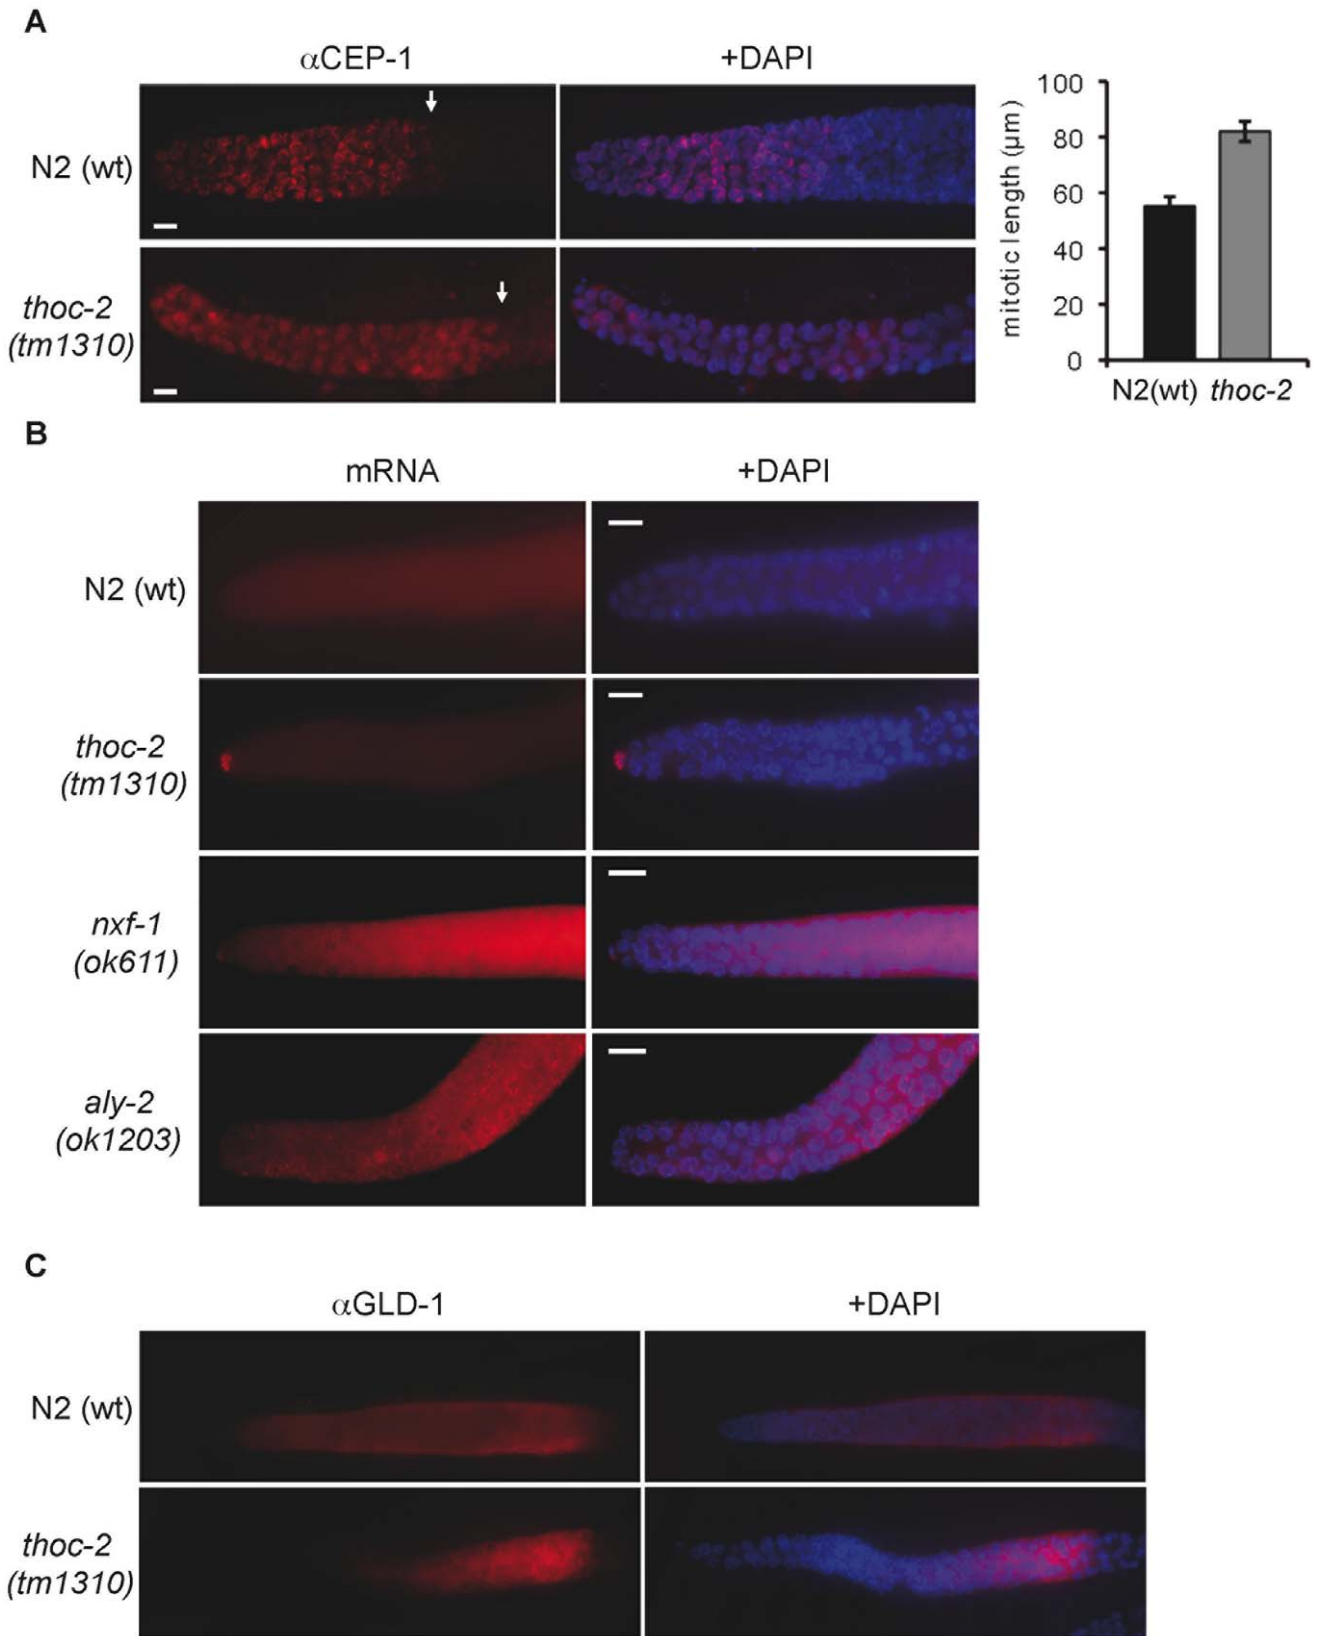 A
αCEP-1
+DAPI
N2 (wt)
thoc-2
(tm1310)
mitotic length (µm)
100
80
60
40
20
0
N2(wt) thoc-2
B
mRNA
+DAPI
N2 (wt)
thoc-2
(tm1310)
nxf-1
(ok611)
aly-2
(ok1203)
C
αGLD-1
+DAPI
N2 (wt)
thoc-2
(tm1310)